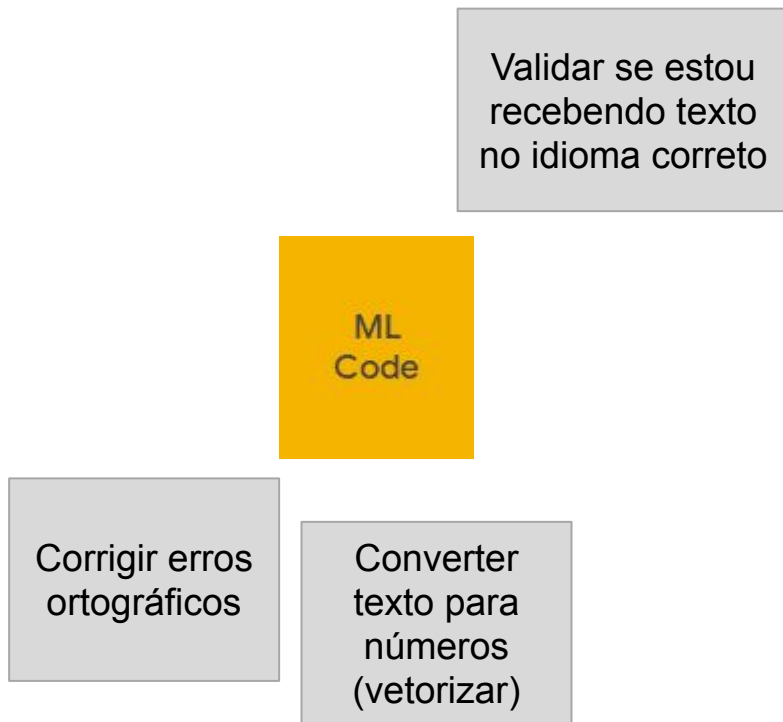 Validar se estou
recebendo texto
no idioma correto
ML
Code
Corrigir erros
ortográficos
Converter
texto para
números
(vetorizar)